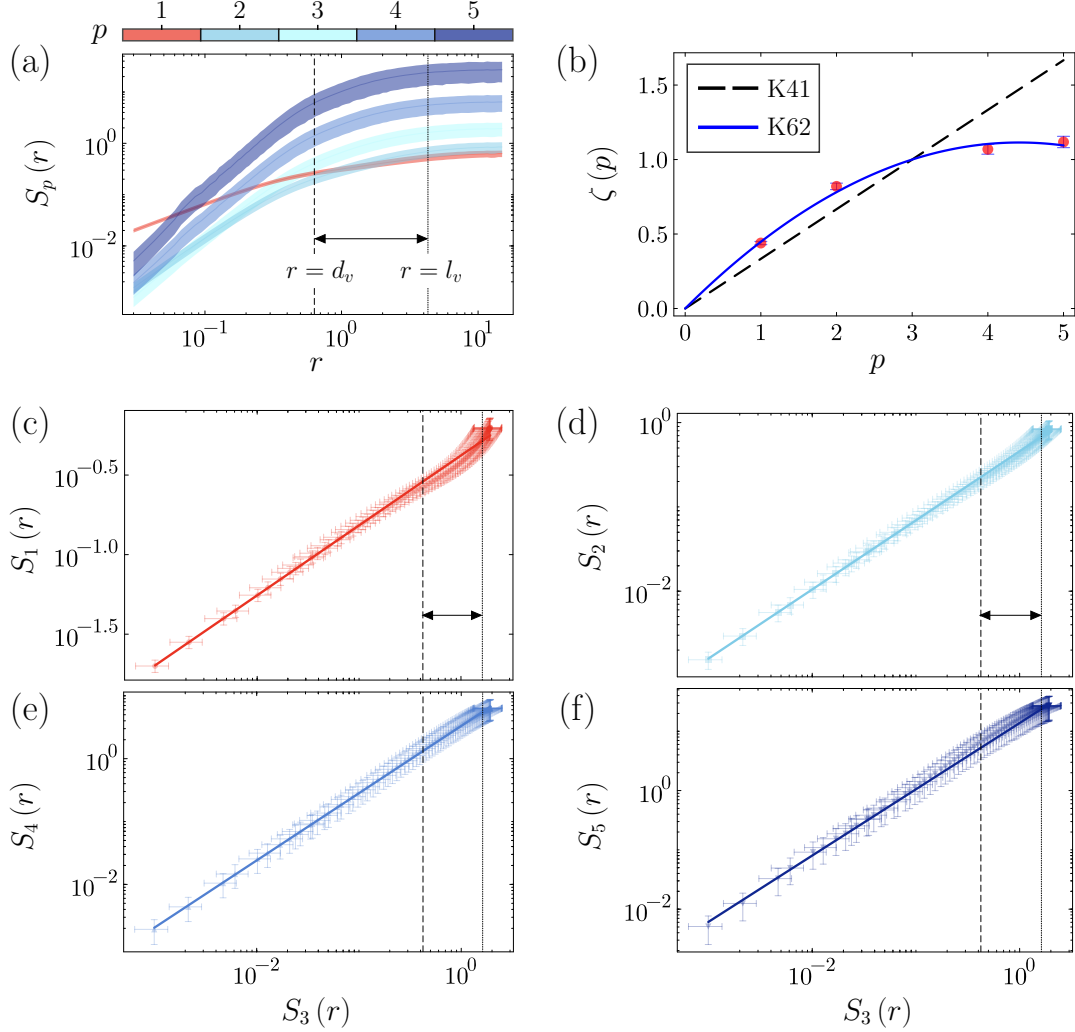 p 1 2 3 4 5
(a)
S_p (r)
10^0
10^{-2}
r = d_v r = l_v
10^{-1} 10^0 10^1
r
(b)
K41
K62
ζ (p)
1.5
1.0
0.5
0.0
0 1 2 3 4 5
p
(c)
S_1 (r)
10^{-0.5}
10^{-1.0}
10^{-1.5}
(d)
S_2 (r)
10^0
10^{-2}
(e)
S_4 (r)
10^0
10^{-2}
10^{-2} 10^0
S_3 (r)
(f)
S_5 (r)
10^0
10^{-2}
10^{-2} 10^0
S_3 (r)